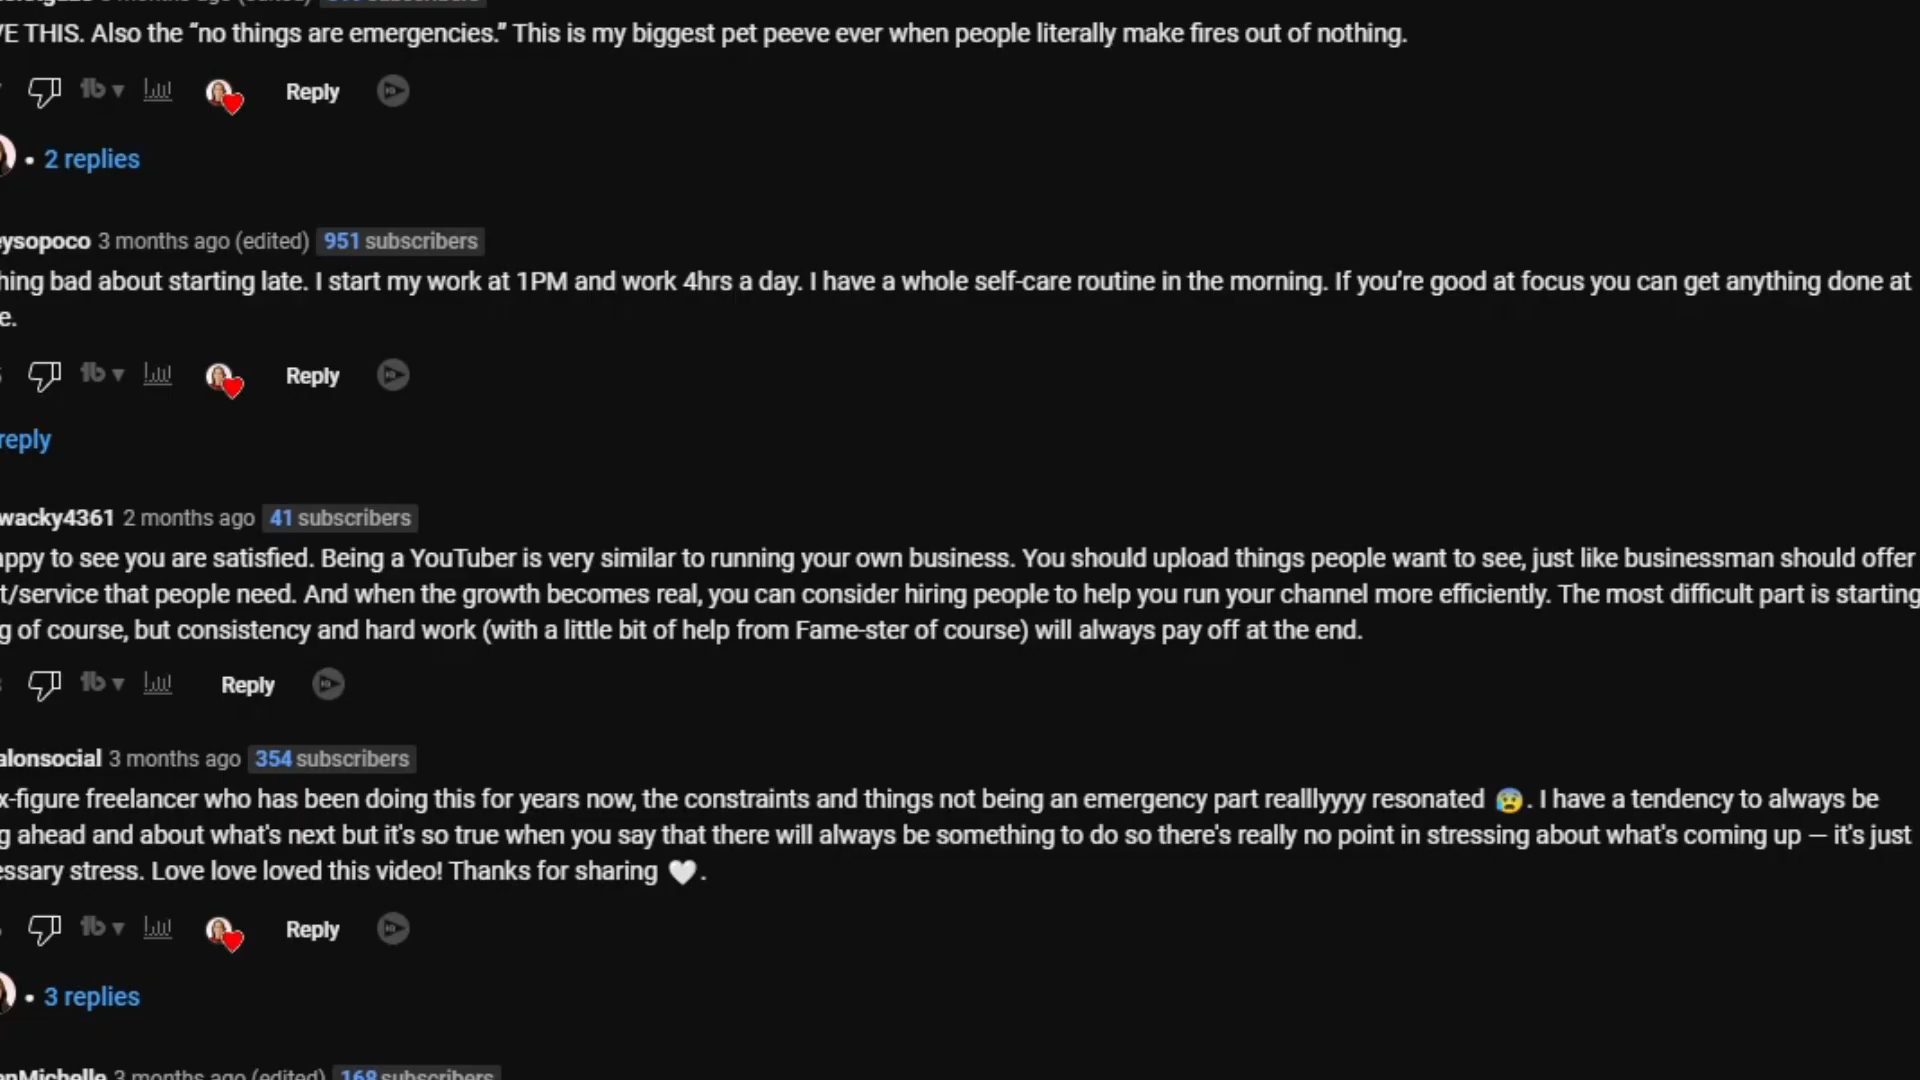 VE THIS. Also the “no things are emergencies.” This is my biggest pet peeve ever when people literally make fires out of nothing.
Reply
• 2 replies
eysopoco 3 months ago (edited) 951 subscribers
hing bad about starting late. I start my work at 1PM and work 4hrs a day. I have a whole self-care routine in the morning. If you’re good at focus you can get anything done at
e.
Reply
reply
wacky4361 2 months ago 41 subscribers
appy to see you are satisfied. Being a YouTuber is very similar to running your own business. You should upload things people want to see, just like businessman should offer
t/service that people need. And when the growth becomes real, you can consider hiring people to help you run your channel more efficiently. The most difficult part is starting
g of course, but consistency and hard work (with a little bit of help from Fame-ster of course) will always pay off at the end.
Reply
alonsocial 3 months ago 354 subscribers
x-figure freelancer who has been doing this for years now, the constraints and things not being an emergency part realllyyyy resonated 😰. I have a tendency to always be
g ahead and about what's next but it's so true when you say that there will always be something to do so there's really no point in stressing about what's coming up — it's just
essary stress. Love love loved this video! Thanks for sharing 🤍.
Reply
• 3 replies
enMichelle 3 months ago (edited) 168 subscribers